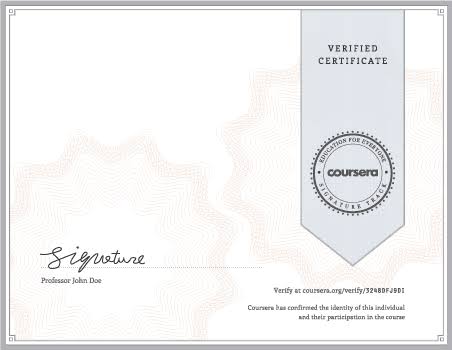 VERIFIED
CERTIFICATE
EDUCATION FOR EVERYONE
coursera
SIGNATURE TRACK
Signature
Professor John Doe
Verify at coursera.org/verify/3248DFJ9DI
Coursera has confirmed the identity of this individual
and their participation in the course